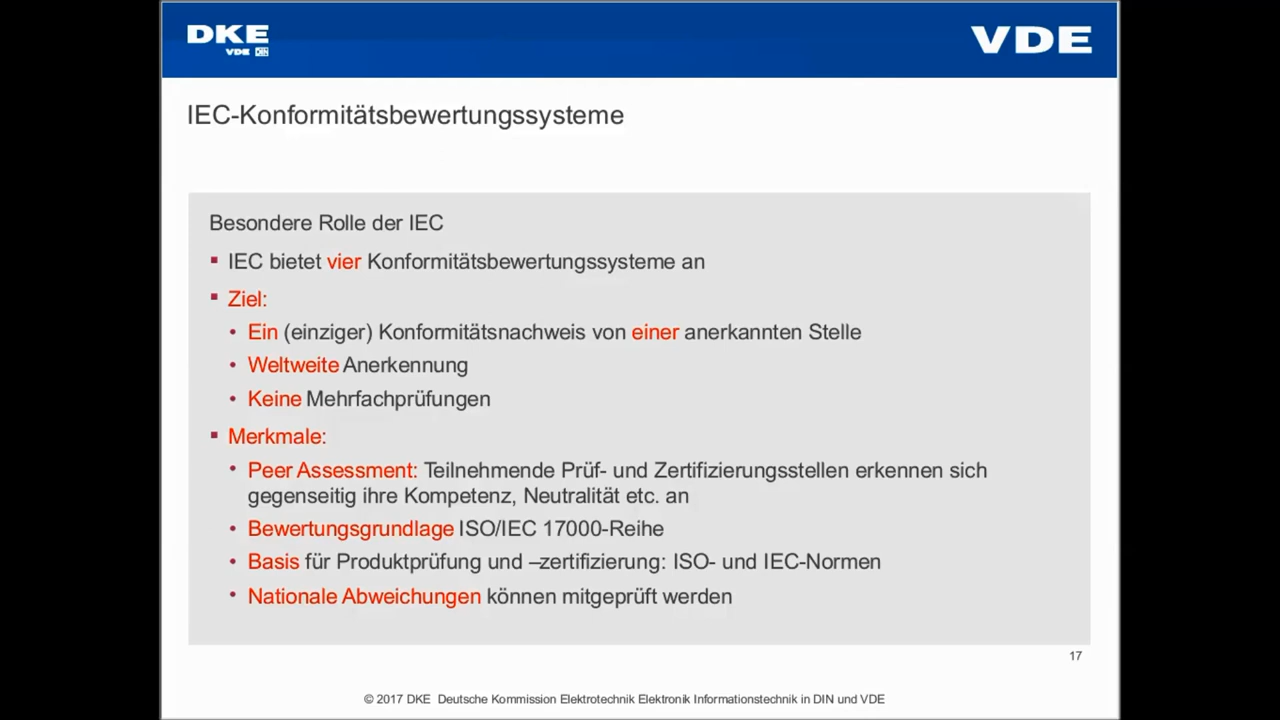 DKE
VDE DIN
VDE
IEC-Konformitätsbewertungssysteme
Besondere Rolle der IEC
▪ IEC bietet vier Konformitätsbewertungssysteme an
▪ Ziel:
• Ein (einziger) Konformitätsnachweis von einer anerkannten Stelle
• Weltweite Anerkennung
• Keine Mehrfachprüfungen
▪ Merkmale:
• Peer Assessment: Teilnehmende Prüf- und Zertifizierungsstellen erkennen sich
gegenseitig ihre Kompetenz, Neutralität etc. an
• Bewertungsgrundlage ISO/IEC 17000-Reihe
• Basis für Produktprüfung und –zertifizierung: ISO- und IEC-Normen
• Nationale Abweichungen können mitgeprüft werden
17
© 2017 DKE Deutsche Kommission Elektrotechnik Elektronik Informationstechnik in DIN und VDE